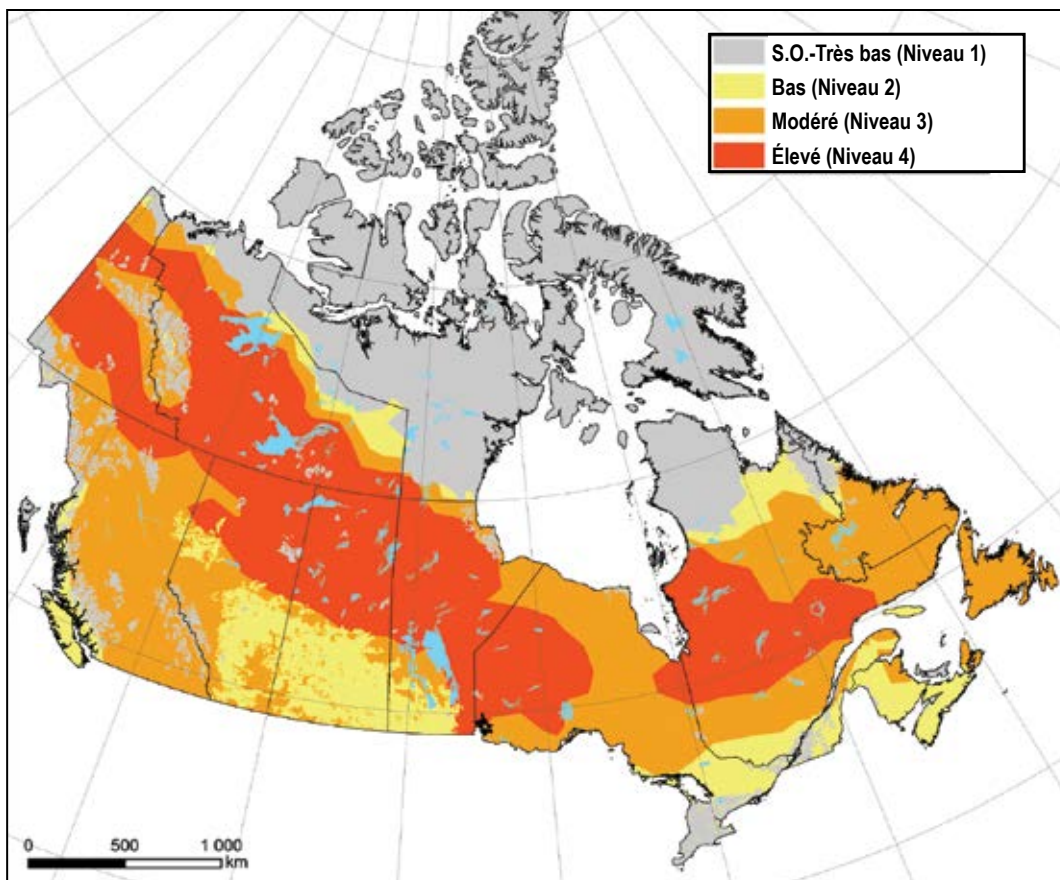 S.O.-Très bas (Niveau 1)
Bas (Niveau 2)
Modéré (Niveau 3)
Élevé (Niveau 4)
0 500 1 000
km